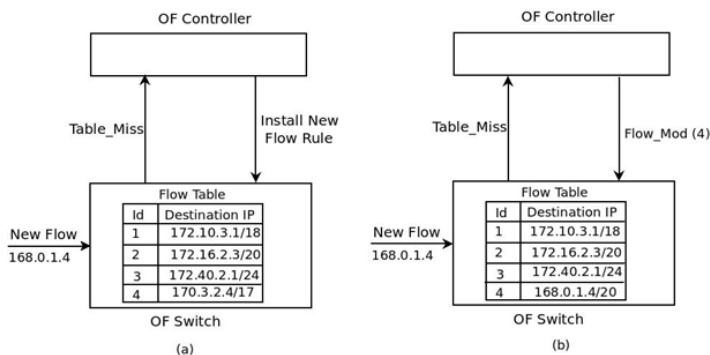 OF Controller
Table_Miss
Install New
Flow Rule
Flow Table
Id Destination IP
1 172.10.3.1/18
2 172.16.2.3/20
3 172.40.2.1/24
4 170.3.2.4/17
New Flow
168.0.1.4
OF Switch
(a)
OF Controller
Table_Miss
Flow_Mod (4)
Flow Table
Id Destination IP
1 172.10.3.1/18
2 172.16.2.3/20
3 172.40.2.1/24
4 168.0.1.4/20
New Flow
168.0.1.4
OF Switch
(b)